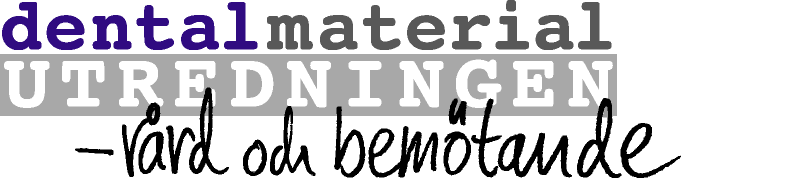 dentalmaterial
UTREDNINGEN
–vård och bemötande